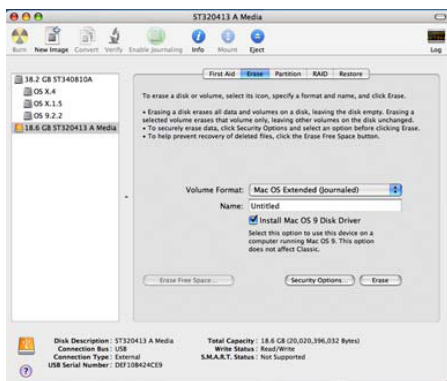 ST320413 A Media
Burn New Image Convert Verify Enable Journaling Info Mount Eject Log
38.2 GB ST340810A
OS X.4
OS X.1.5
OS 9.2.2
18.6 GB ST320413 A Media
First Aid Erase Partition RAID Restore
To erase a disk or volume, select its icon, specify a format and name, and click Erase.
• Erasing a disk erases all data and volumes on a disk, leaving the disk empty. Erasing a
selected volume erases that volume only, leaving other volumes on the disk unchanged.
• To securely erase data, click Security Options and select an option before clicking Erase.
• To help prevent recovery of deleted files, click the Erase Free Space button.
Volume Format: Mac OS Extended (Journaled)
Name: Untitled
Install Mac OS 9 Disk Driver
Select this option to use this device on a
computer running Mac OS 9. This option
does not affect Classic.
Erase Free Space... Security Options... Erase
Disk Description : ST320413 A Media Total Capacity : 18.6 GB (20,020,396,032 Bytes)
Connection Bus : USB Write Status : Read/Write
Connection Type : External S.M.A.R.T. Status : Not Supported
USB Serial Number : DEF10B424CE9
?